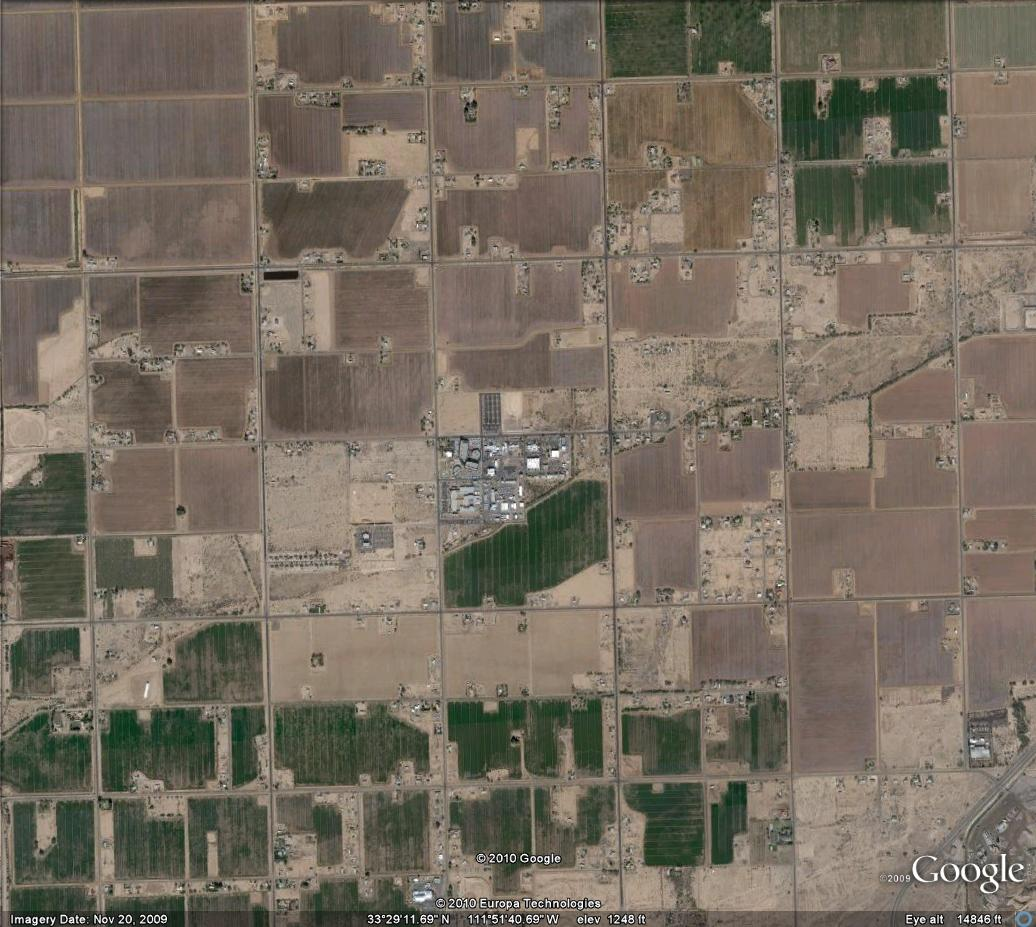 © 2010 Google
©2009 Google
© 2010 Europa Technologies
Imagery Date: Nov 20, 2009 33°29'11.69" N 111°51'40.69" W elev 1248 ft Eye alt 14846 ft